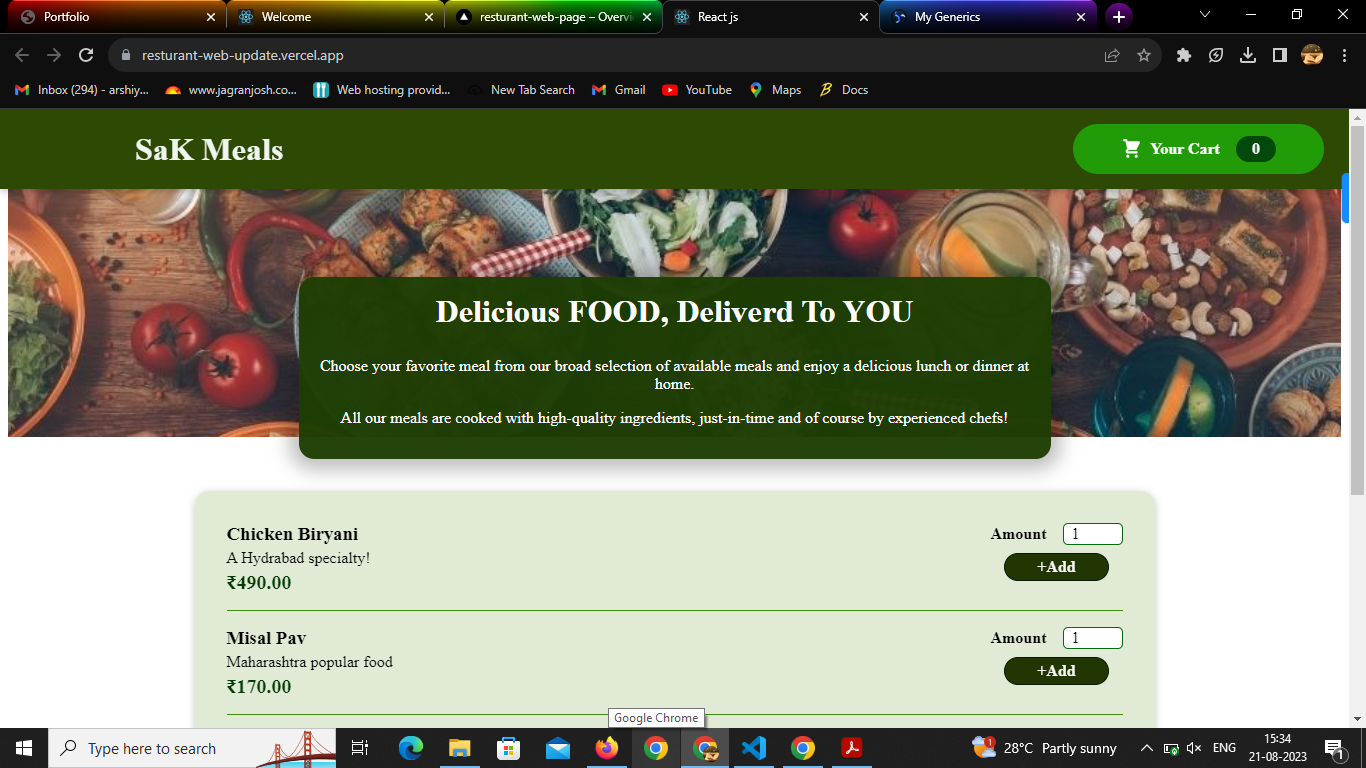 Portfolio
Welcome
resturant-web-page – Overvi
React js
My Generics
resturant-web-update.vercel.app
Inbox (294) - arshiy...
www.jagranjosh.co...
Web hosting provid...
New Tab Search
Gmail
YouTube
Maps
Docs
SaK Meals
Your Cart 0
Delicious FOOD, Deliverd To YOU
Choose your favorite meal from our broad selection of available meals and enjoy a delicious lunch or dinner at
home.
All our meals are cooked with high-quality ingredients, just-in-time and of course by experienced chefs!
Chicken Biryani
Amount 1
A Hydrabad specialty!
+Add
₹490.00
Misal Pav
Amount 1
Maharashtra popular food
+Add
₹170.00
Google Chrome
Type here to search
1
28°C Partly sunny
ENG
15:34
21-08-2023
1